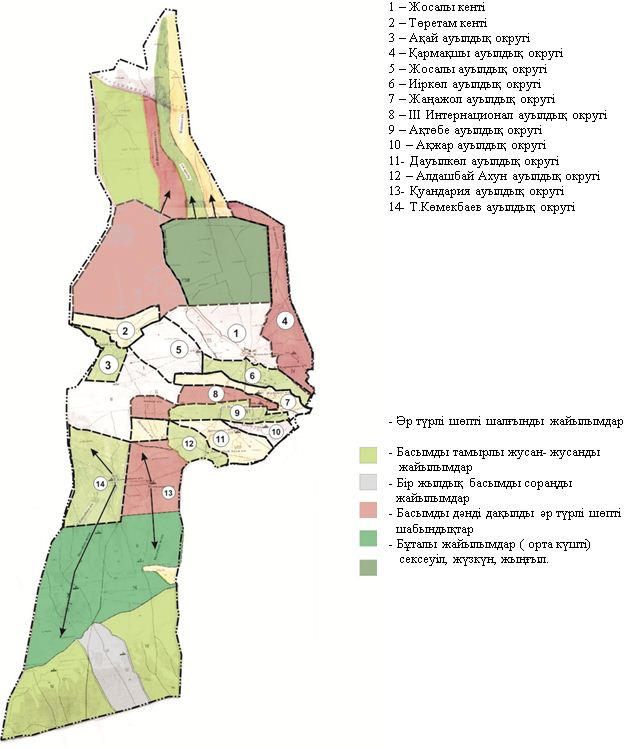 1 – Жосалы кенті
2 – Төретам кенті
3 – Ақай ауылдық округі
4 – Қармақшы ауылдық округі
5 – Жосалы ауылдық округі
6 – Иіркөл ауылдық округі
7 – Жаңажол ауылдық округі
8 – ІІІ Интернационал ауылдық округі
9 – Ақтөбе ауылдық округі
10 – Ақжар ауылдық округі
11- Дауылкөл ауылдық округі
12 – Алдашбай Ахун ауылдық округі
13- Қуандария ауылдық округі
14- Т.Көмекбаев ауылдық округі
2
1
4
5
3
6
7
8
9
10
11
12
14
13
- Әр түрлі шөпті шалғынды жайылымдар
- Басымды тамырлы жусан- жусанды
жайылымдар
- Бір жылдық басымды соранды
жайылымдар
- Басымды дәнді дақылды әр түрлі шөпті
шабындықтар
- Бұталы жайылымдар ( орта күшті)
сексеуіл, жүзкүн, жыңғыл.